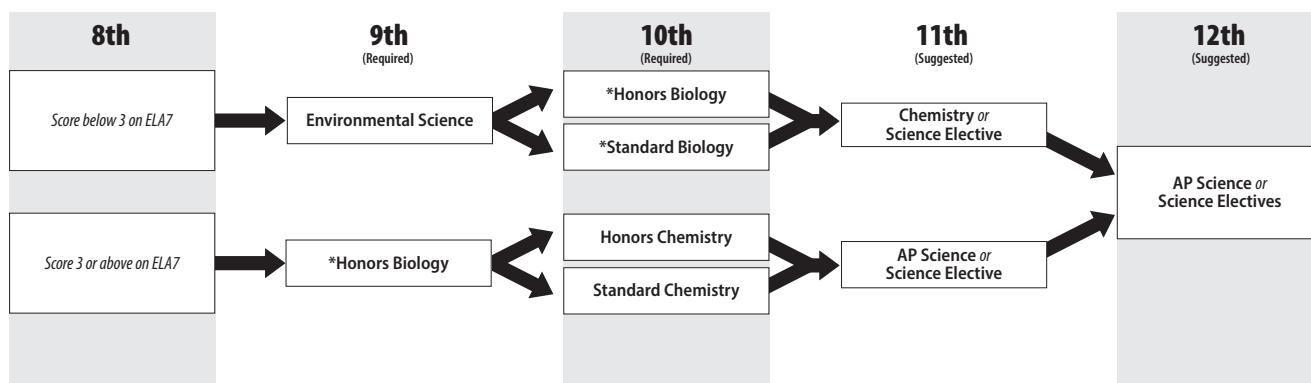 8th
9th
(Required)
10th
(Required)
11th
(Suggested)
12th
(Suggested)
Score below 3 on ELA7
Environmental Science
*Honors Biology
*Standard Biology
Chemistry or
Science Elective
AP Science or
Science Electives
Score 3 or above on ELA7
*Honors Biology
Honors Chemistry
Standard Chemistry
AP Science or
Science Elective